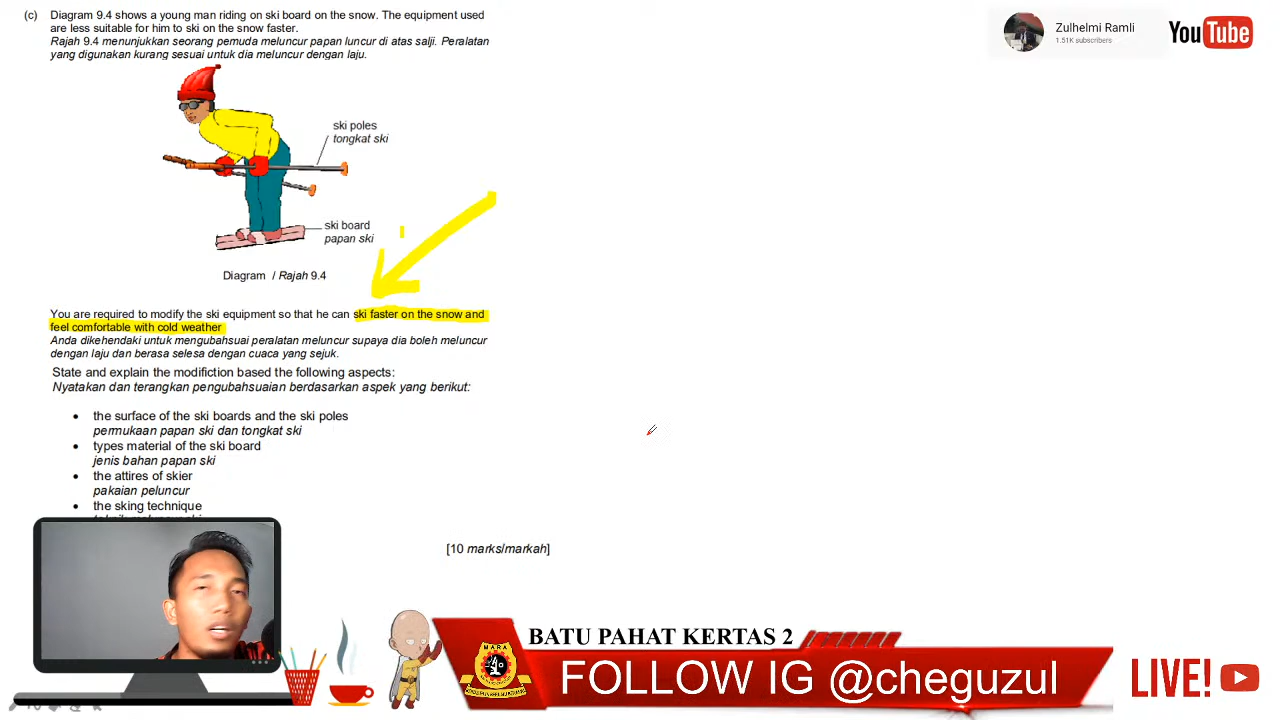 (c) Diagram 9.4 shows a young man riding on ski board on the snow. The equipment used
are less suitable for him to ski on the snow faster.
Rajah 9.4 menunjukkan seorang pemuda meluncur papan luncur di atas salji. Peralatan
yang digunakan kurang sesuai untuk dia meluncur dengan laju.
ski poles
tongkat ski
ski board
papan ski
Diagram / Rajah 9.4
You are required to modify the ski equipment so that he can ski faster on the snow and
feel comfortable with cold weather
Anda dikehendaki untuk mengubahsuai peralatan meluncur supaya dia boleh meluncur
dengan laju dan berasa selesa dengan cuaca yang sejuk.
State and explain the modifiction based the following aspects:
Nyatakan dan terangkan pengubahsuaian berdasarkan aspek yang berikut:
• the surface of the ski boards and the ski poles
permukaan papan ski dan tongkat ski
• types material of the ski board
jenis bahan papan ski
• the attires of skier
pakaian peluncur
• the sking technique
[10 marks/markah]
Zulhelmi Ramli
1.51K subscribers
YouTube
MARA
BATU PAHAT KERTAS 2
FOLLOW IG @cheguzul
LIVE!